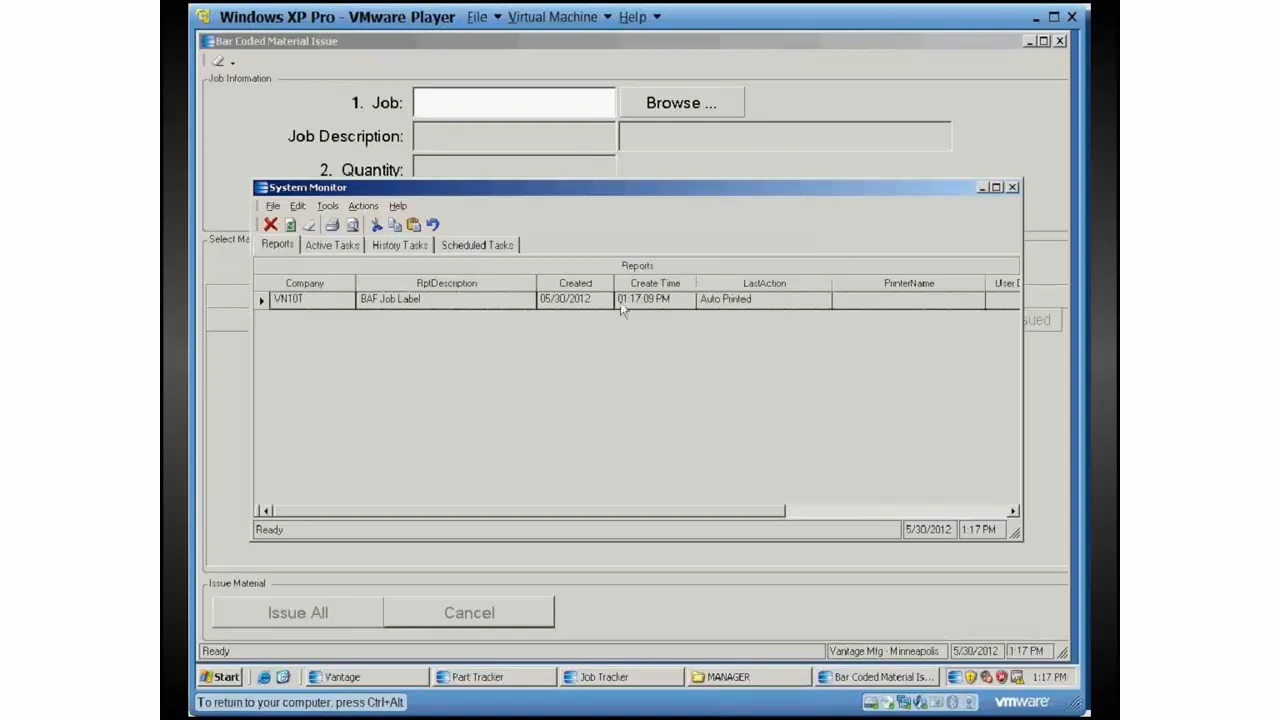 Windows XP Pro - VMware Player File Virtual Machine Help
Bar Coded Material Issue
Job Information
1. Job: Browse ...
Job Description:
2. Quantity:
System Monitor
File Edit Tools Actions Help
Select Ma
Reports Active Tasks History Tasks Scheduled Tasks
Reports
Company RptDescription Created Create Time LastAction PrinterName User D
VN10T BAF Job Label 05/30/2012 01:17:09 PM Auto Printed
sued
Ready 5/30/2012 1:17 PM
Issue Material
Issue All Cancel
Ready Vantage Mfg - Minneapolis 5/30/2012 1:17 PM
Start Vantage Part Tracker Job Tracker MANAGER Bar Coded Material Is... 1:17 PM
To return to your computer, press Ctrl+Alt. vmware